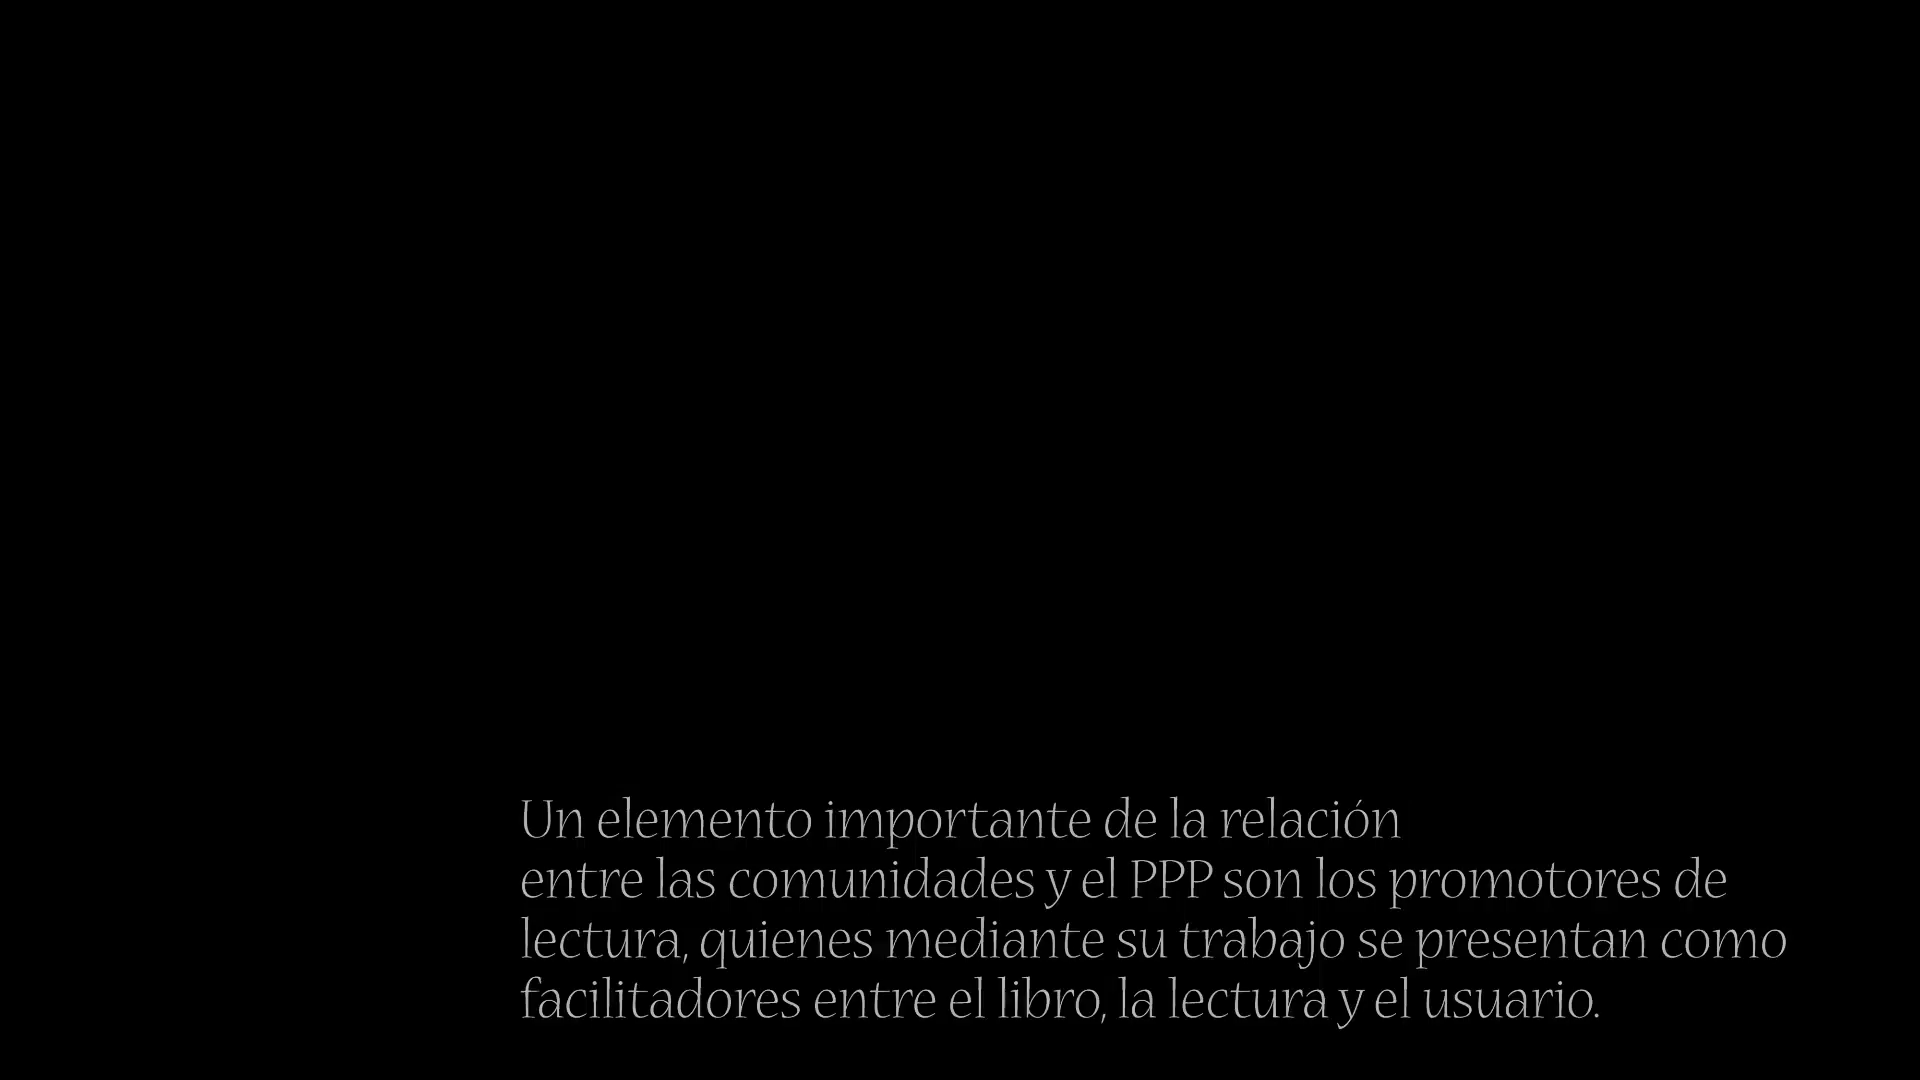 Un elemento importante de la relación
entre las comunidades y el PPP son los promotores de
lectura, quienes mediante su trabajo se presentan como
facilitadores entre el libro, la lectura y el usuario.